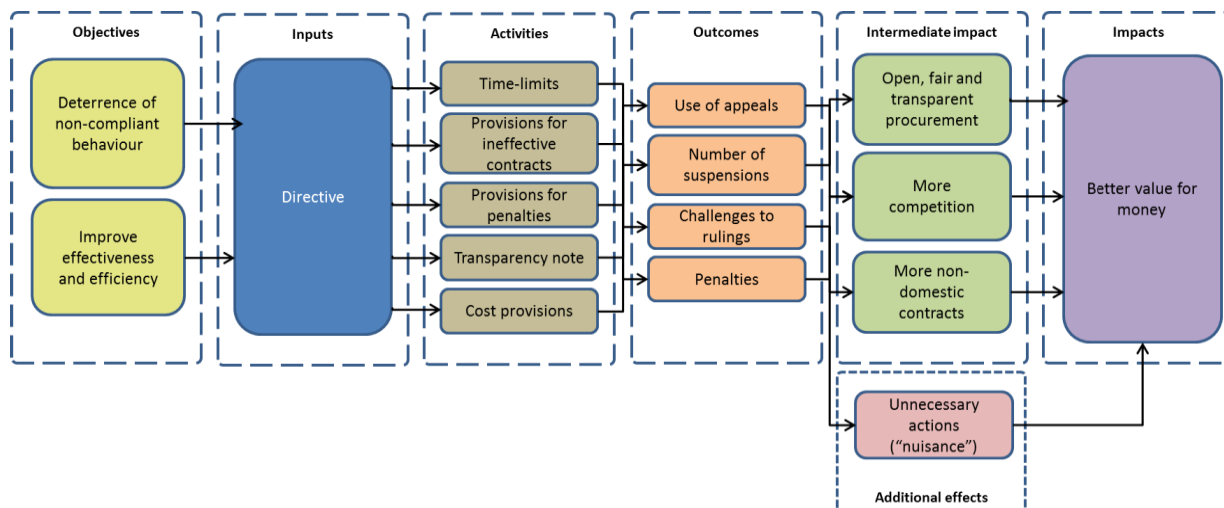 Objectives
Deterrence of
non-compliant
behaviour
Improve
effectiveness
and efficiency
Inputs
Directive
Activities
Time-limits
Provisions for
ineffective
contracts
Provisions for
penalties
Transparency note
Cost provisions
Outcomes
Use of appeals
Number of
suspensions
Challenges to
rulings
Penalties
Intermediate impact
Open, fair and
transparent
procurement
More
competition
More non-
domestic
contracts
Impacts
Better value for
money
Unnecessary
actions
(“nuisance”)
Additional effects